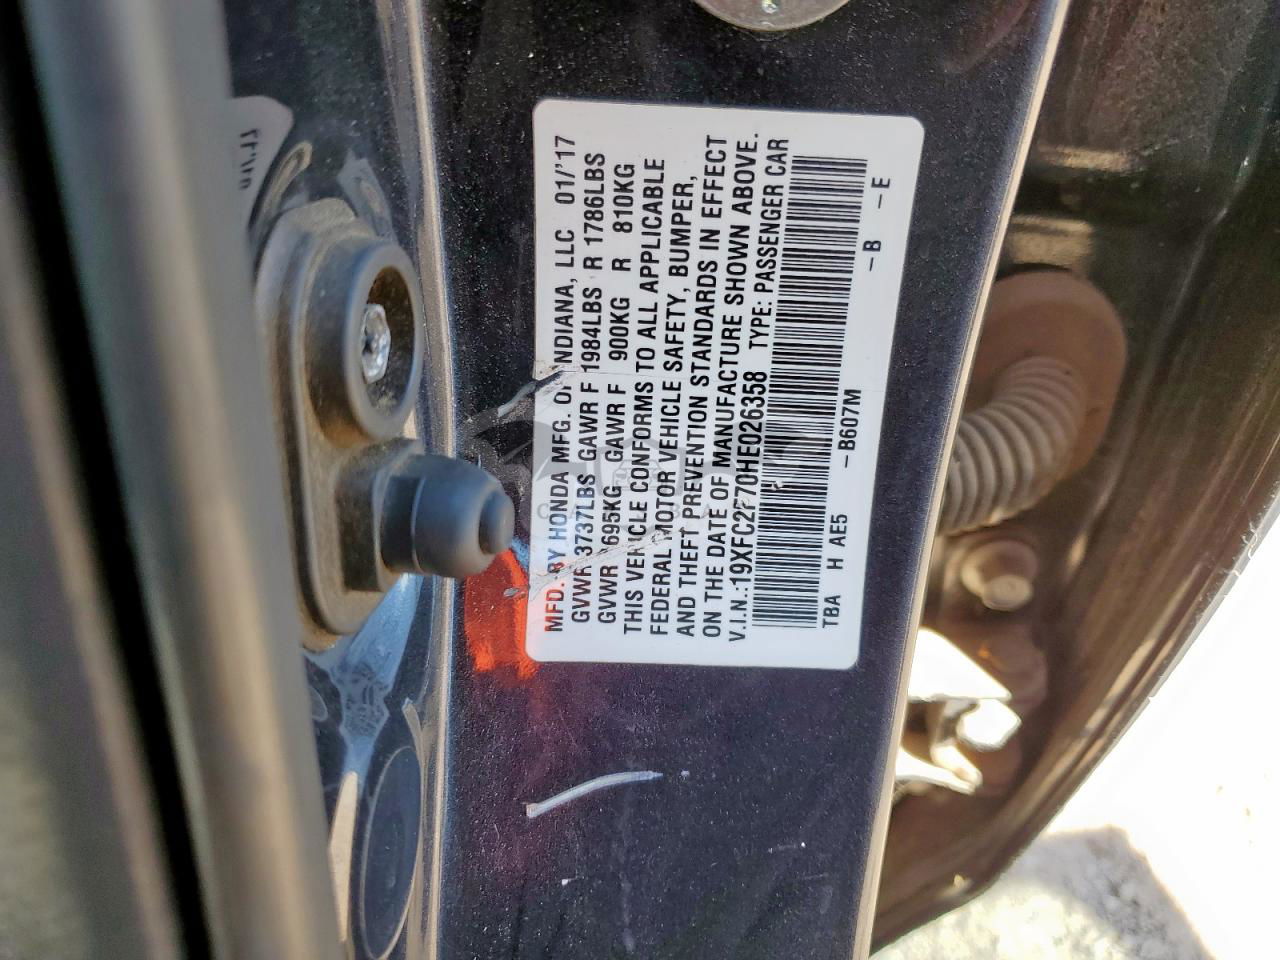 MFD. BY HONDA MFG. OF INDIANA, LLC 01/'17
GVWR 3737LBS GAWR F 1984LBS R 1786LBS
GVWR 1695KG GAWR F 900KG R 810KG
THIS VEHICLE CONFORMS TO ALL APPLICABLE
FEDERAL MOTOR VEHICLE SAFETY, BUMPER,
AND THEFT PREVENTION STANDARDS IN EFFECT
ON THE DATE OF MANUFACTURE SHOWN ABOVE.
V.I.N.:19XFC2F70HE026358 TYPE: PASSENGER CAR
TBA H AE5 -B607M -B -E